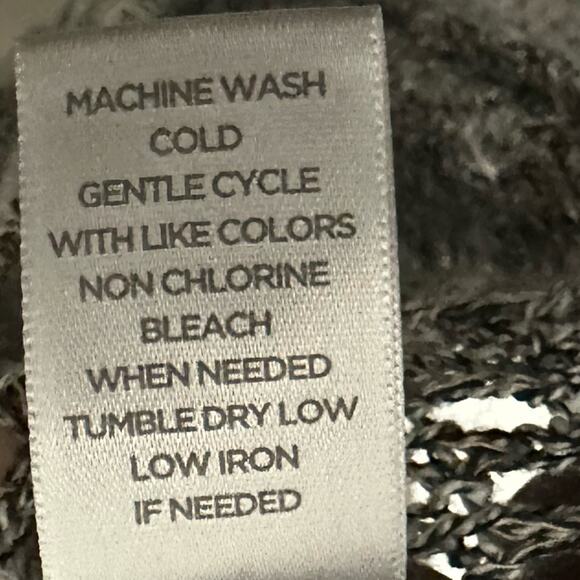 MACHINE WASH
COLD
GENTLE CYCLE
WITH LIKE COLORS
NON CHLORINE
BLEACH
WHEN NEEDED
TUMBLE DRY LOW
LOW IRON
IF NEEDED